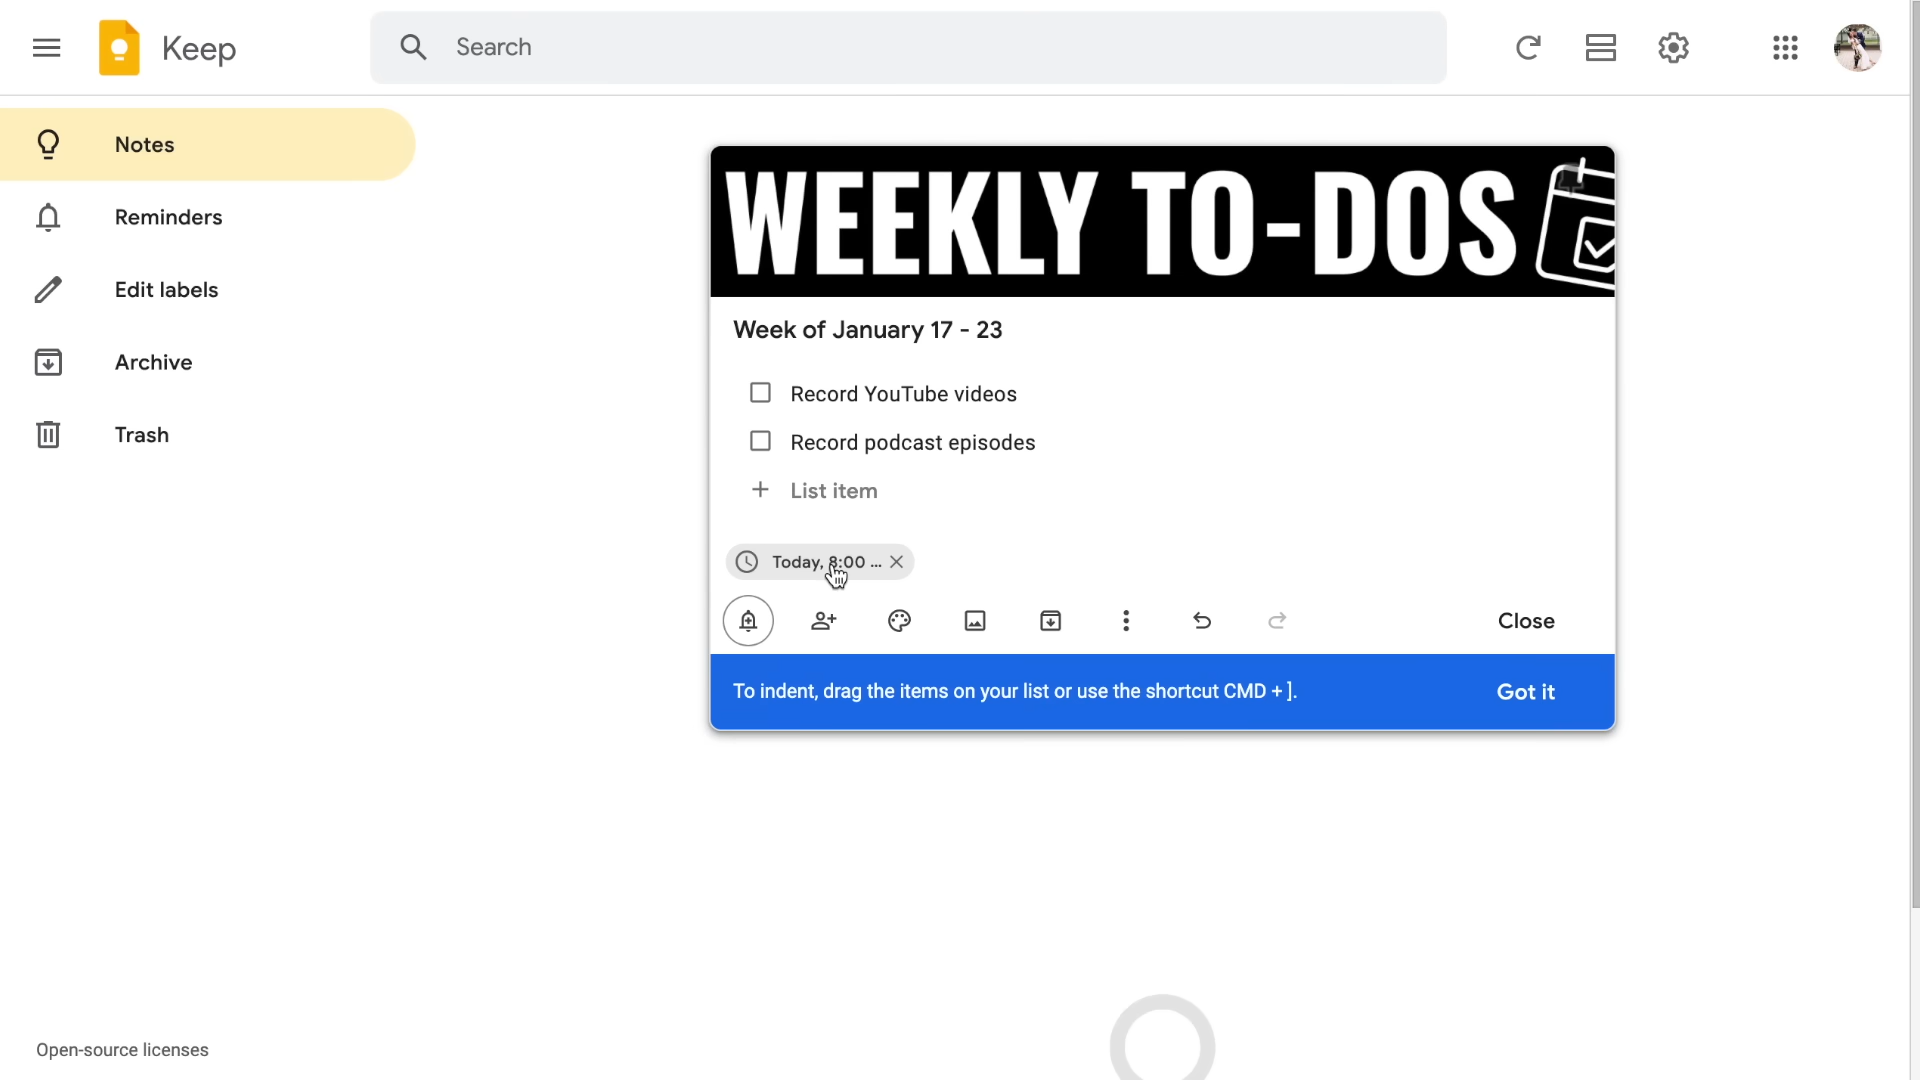 Keep
Search
Notes
Reminders
Edit labels
Archive
Trash
WEEKLY TO-DOS
Week of January 17 - 23
Record YouTube videos
Record podcast episodes
+ List item
Today, 8:00 ...
Close
To indent, drag the items on your list or use the shortcut CMD + ].
Got it
Open-source licenses